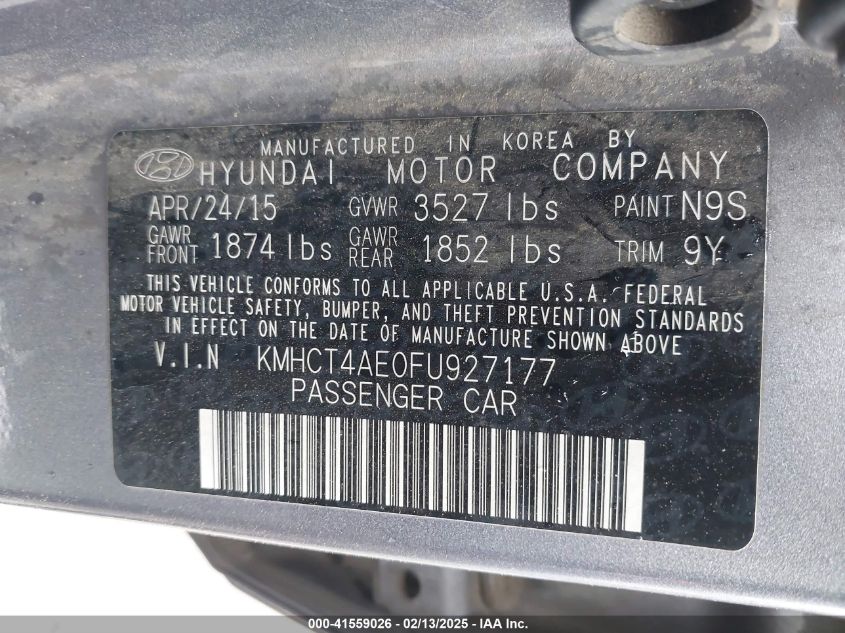 MANUFACTURED IN KOREA BY
HYUNDAI MOTOR COMPANY
APR/24/15 GVWR 3527 lbs PAINT N9S
GAWR FRONT 1874 lbs GAWR REAR 1852 lbs TRIM 9Y
THIS VEHICLE CONFORMS TO ALL APPLICABLE U.S.A. FEDERAL
MOTOR VEHICLE SAFETY, BUMPER, AND THEFT PREVENTION STANDARDS
IN EFFECT ON THE DATE OF MANUFACTURE SHOWN ABOVE
V.I.N KMHCT4AE0FU927177
PASSENGER CAR
000-41559026 - 02/13/2025 - IAA Inc.